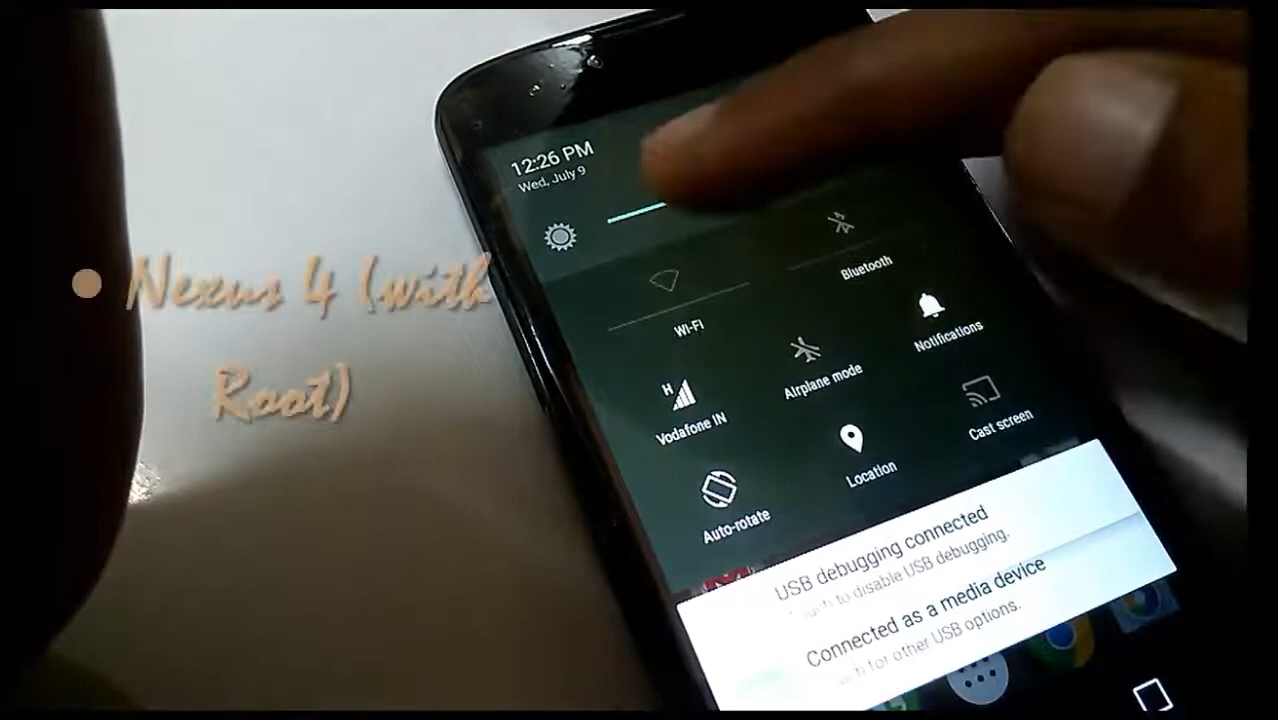 12:26 PM
Wed, July 9
Bluetooth
Wi-Fi
Notifications
Airplane mode
H
Vodafone IN
Cast screen
Location
Auto-rotate
USB debugging connected
to disable USB debugging.
Connected as a media device
for other USB options.
Nexus 4 (with
Root)